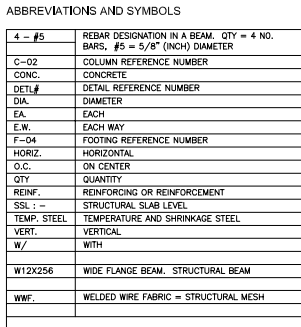 ABBREVIATIONS AND SYMBOLS
4 – #5 REBAR DESIGNATION IN A BEAM. QTY = 4 NO.
BARS, #5 = 5/8" (INCH) DIAMETER
C–02 COLUMN REFERENCE NUMBER
CONC. CONCRETE
DETL# DETAIL REFERENCE NUMBER
DIA. DIAMETER
EA. EACH
E.W. EACH WAY
F–04 FOOTING REFERENCE NUMBER
HORIZ. HORIZONTAL
O.C. ON CENTER
QTY QUANTITY
REINF. REINFORCING OR REINFORCEMENT
SSL : – STRUCTURAL SLAB LEVEL
TEMP. STEEL TEMPERATURE AND SHRINKAGE STEEL
VERT. VERTICAL
W/ WITH
W12X256 WIDE FLANGE BEAM. STRUCTURAL BEAM
WWF. WELDED WIRE FABRIC = STRUCTURAL MESH